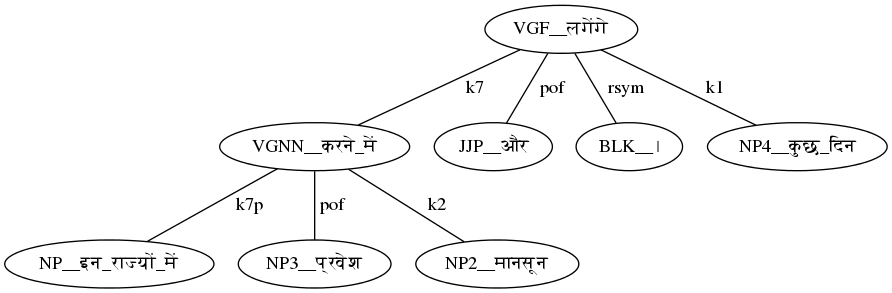 VGF__लगेंगे
k7 pof rsym k1
VGNN__करने_में JJP__और BLK__। NP4__कुछ_दिन
k7p pof k2
NP__इन_राज्यों_में NP3__प्रवेश NP2__मानसून